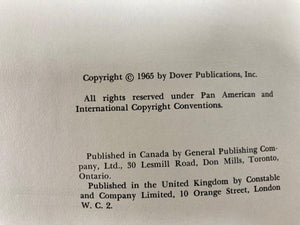 Copyright © 1965 by Dover Publications, Inc.
All rights reserved under Pan American and
International Copyright Conventions.
Published in Canada by General Publishing Com-
pany, Ltd., 30 Lesmill Road, Don Mills, Toronto,
Ontario.
Published in the United Kingdom by Constable
and Company Limited, 10 Orange Street, London
W. C. 2.